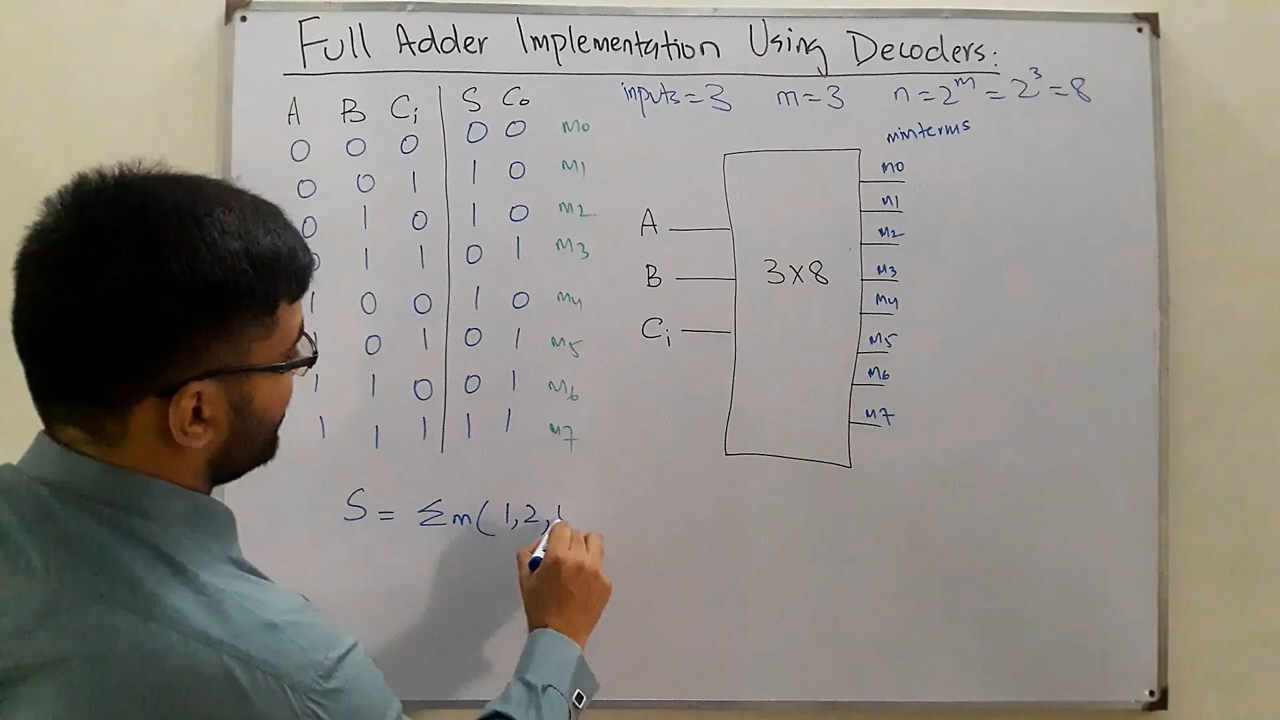 Full Adder Implementation Using Decoders:
inputs = 3 m = 3 n = 2^m = 2^3 = 8
A B Ci S Co
0 0 0 0 0 m0
0 0 1 1 0 m1
0 1 0 1 0 m2
0 1 1 0 1 m3
1 0 0 1 0 m4
0 1 0 1 m5
1 1 0 0 1 m6
1 1 1 1 1 m7
minterms
A
B
Ci
3x8
m0
m1
m2
m3
m4
m5
m6
m7
S = Σm( 1,2,